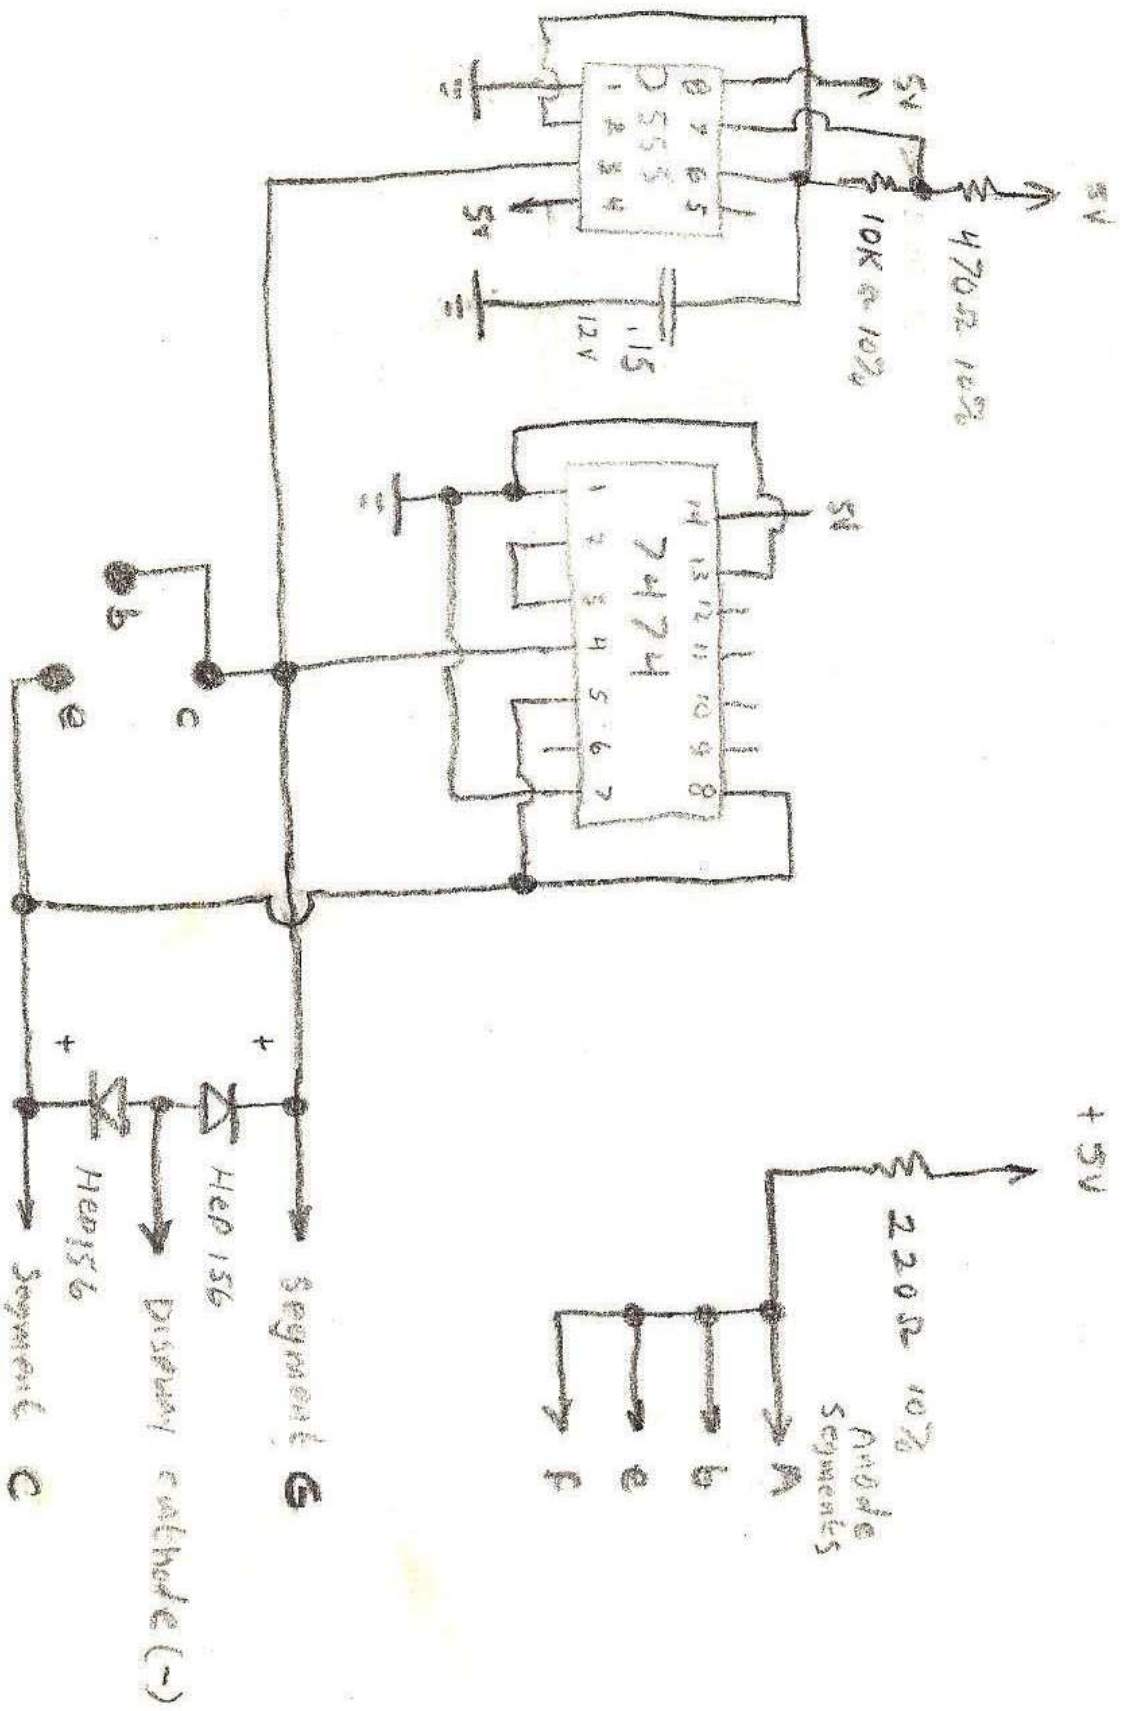 5V
470Ω 10%
10KΩ 10%
5V
8 7 6 5
555
1 2 3 4
5V
.15
12V
5V
14 13 12 11 10 9 8
7474
1 2 3 4 5 6 7
b
c
e
+5V
220Ω 10%
Anode
segments
A
b
e
F
+
+
HEP 156
HEP156
Segment G
Display cathode (-)
Segment C